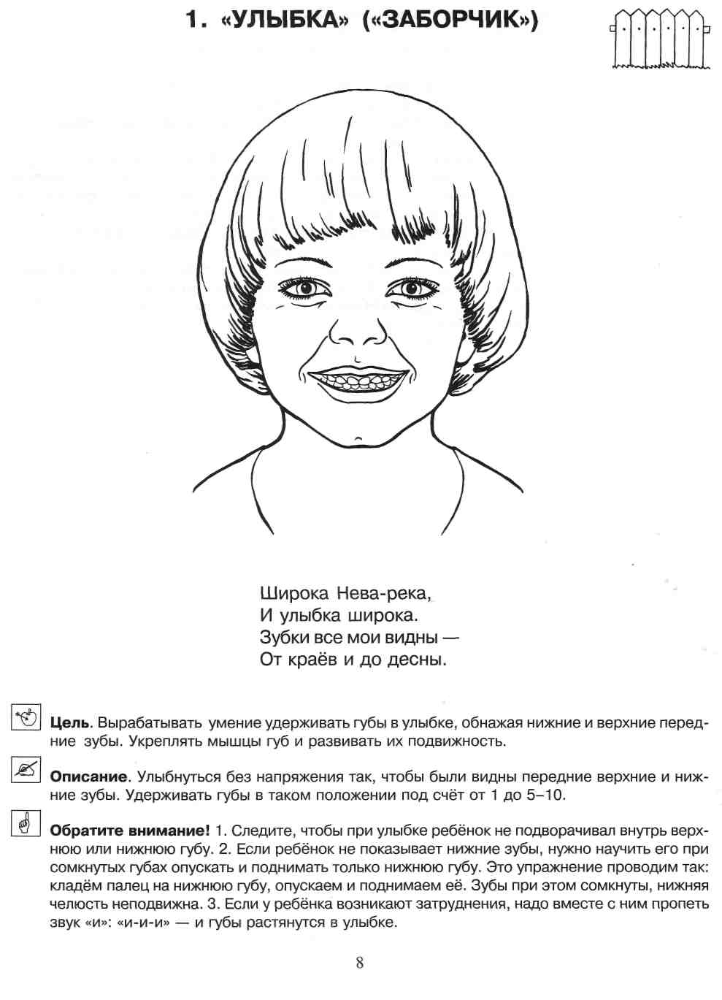 1. «УЛЫБКА» («ЗАБОРЧИК»)
Широка Нева-река,
И улыбка широка.
Зубки все мои видны —
От краёв и до десны.
Цель. Вырабатывать умение удерживать губы в улыбке, обнажая нижние и верхние перед-
ние зубы. Укреплять мышцы губ и развивать их подвижность.
Описание. Улыбнуться без напряжения так, чтобы были видны передние верхние и ниж-
ние зубы. Удерживать губы в таком положении под счёт от 1 до 5–10.
Обратите внимание! 1. Следите, чтобы при улыбке ребёнок не подворачивал внутрь верх-
нюю или нижнюю губу. 2. Если ребёнок не показывает нижние зубы, нужно научить его при
сомкнутых губах опускать и поднимать только нижнюю губу. Это упражнение проводим так:
кладём палец на нижнюю губу, опускаем и поднимаем её. Зубы при этом сомкнуты, нижняя
челюсть неподвижна. 3. Если у ребёнка возникают затруднения, надо вместе с ним пропеть
звук «и»: «и-и-и» — и губы растянутся в улыбке.
8